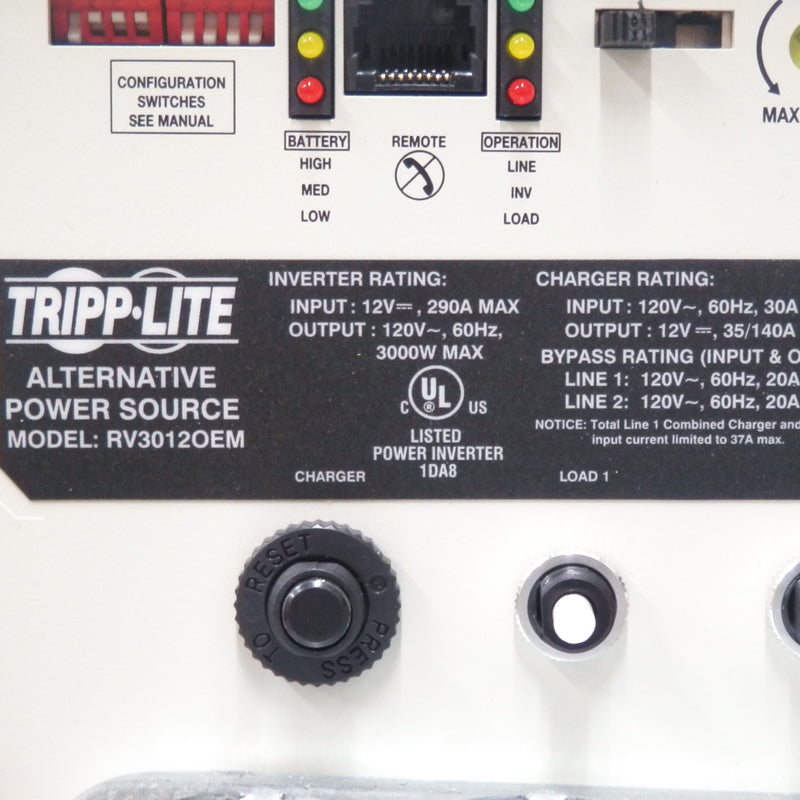 CONFIGURATION
SWITCHES
SEE MANUAL
BATTERY
HIGH
MED
LOW
REMOTE
OPERATION
LINE
INV
LOAD
MAX
TRIPP·LITE
ALTERNATIVE
POWER SOURCE
MODEL: RV3012OEM
INVERTER RATING:
INPUT : 12V⎓, 290A MAX
OUTPUT : 120V~, 60Hz,
3000W MAX
C UL ® US
LISTED
POWER INVERTER
1DA8
CHARGER RATING:
INPUT : 120V~, 60Hz, 30A
OUTPUT : 12V ⎓, 35/140A
BYPASS RATING (INPUT & O
LINE 1: 120V~, 60Hz, 20A
LINE 2: 120V~, 60Hz, 20A
NOTICE: Total Line 1 Combined Charger and
input current limited to 37A max.
CHARGER
LOAD 1
PRESS TO RESET